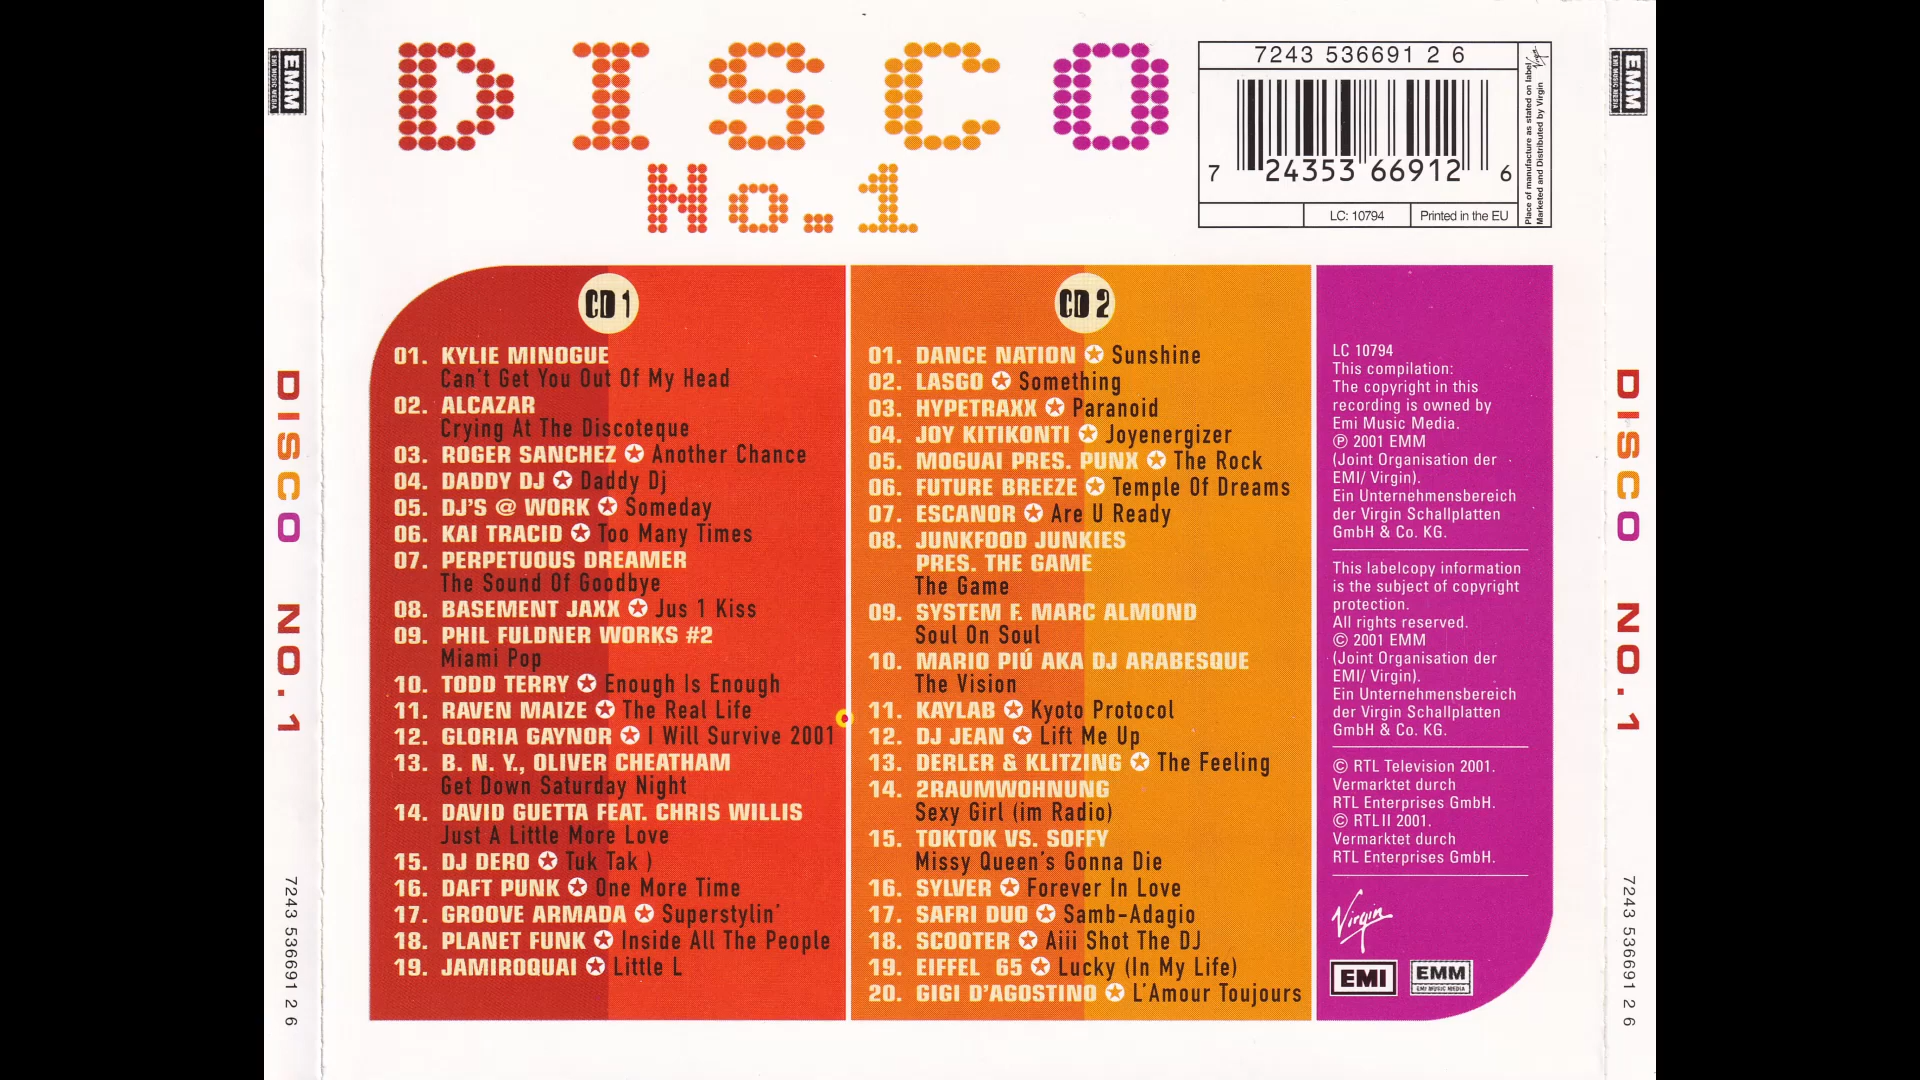 DISCO
No.1
7243 536691 2 6
7 24353 66912 6
LC: 10794
Printed in the EU
Place of manufacture as stated on label
Marketed and Distributed by Virgin
EMM
EMI MUSIC MEDIA
DISCO NO.1
7243 536691 2 6
CD 1
01. KYLIE MINOGUE
Can't Get You Out Of My Head
02. ALCAZAR
Crying At The Discoteque
03. ROGER SANCHEZ Another Chance
04. DADDY DJ Daddy Dj
05. DJ'S @ WORK Someday
06. KAI TRACID Too Many Times
07. PERPETUOUS DREAMER
The Sound Of Goodbye
08. BASEMENT JAXX Jus 1 Kiss
09. PHIL FULDNER WORKS #2
Miami Pop
10. TODD TERRY Enough Is Enough
11. RAVEN MAIZE The Real Life
12. GLORIA GAYNOR I Will Survive 2001
13. B. N. Y., OLIVER CHEATHAM
Get Down Saturday Night
14. DAVID GUETTA FEAT. CHRIS WILLIS
Just A Little More Love
15. DJ DERO Tuk Tak )
16. DAFT PUNK One More Time
17. GROOVE ARMADA Superstylin'
18. PLANET FUNK Inside All The People
19. JAMIROQUAI Little L
CD 2
01. DANCE NATION Sunshine
02. LASGO Something
03. HYPETRAXX Paranoid
04. JOY KITIKONTI Joyenergizer
05. MOGUAI PRES. PUNX The Rock
06. FUTURE BREEZE Temple Of Dreams
07. ESCANOR Are U Ready
08. JUNKFOOD JUNKIES
PRES. THE GAME
The Game
09. SYSTEM F. MARC ALMOND
Soul On Soul
10. MARIO PIÚ AKA DJ ARABESQUE
The Vision
11. KAYLAB Kyoto Protocol
12. DJ JEAN Lift Me Up
13. DERLER & KLITZING The Feeling
14. 2RAUMWOHNUNG
Sexy Girl (im Radio)
15. TOKTOK VS. SOFFY
Missy Queen's Gonna Die
16. SYLVER Forever In Love
17. SAFRI DUO Samb-Adagio
18. SCOOTER Aiii Shot The DJ
19. EIFFEL 65 Lucky (In My Life)
20. GIGI D'AGOSTINO L'Amour Toujours
LC 10794
This compilation:
The copyright in this
recording is owned by
Emi Music Media.
℗ 2001 EMM
(Joint Organisation der
EMI/ Virgin).
Ein Unternehmensbereich
der Virgin Schallplatten
GmbH & Co. KG.
This labelcopy information
is the subject of copyright
protection.
All rights reserved.
© 2001 EMM
(Joint Organisation der
EMI/ Virgin).
Ein Unternehmensbereich
der Virgin Schallplatten
GmbH & Co. KG.
© RTL Television 2001.
Vermarktet durch
RTL Enterprises GmbH.
© RTL II 2001.
Vermarktet durch
RTL Enterprises GmbH.
Virgin
EMI
EMM
EMI MUSIC MEDIA
EMM
EMI MUSIC MEDIA
DISCO NO.1
7243 536691 2 6